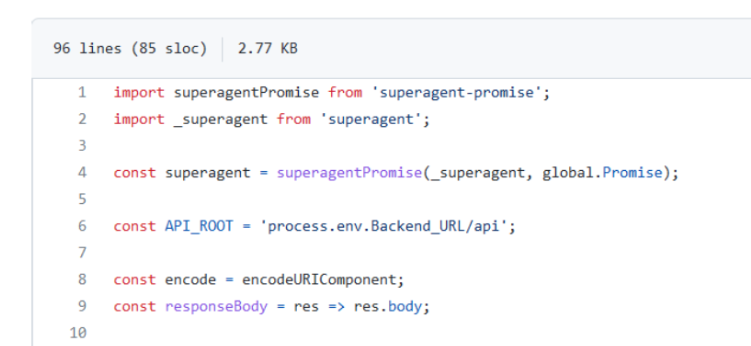 96 lines (85 sloc) 2.77 KB
1 import superagentPromise from 'superagent-promise';
2 import _superagent from 'superagent';
3
4 const superagent = superagentPromise(_superagent, global.Promise);
5
6 const API_ROOT = 'process.env.Backend_URL/api';
7
8 const encode = encodeURIComponent;
9 const responseBody = res => res.body;
10